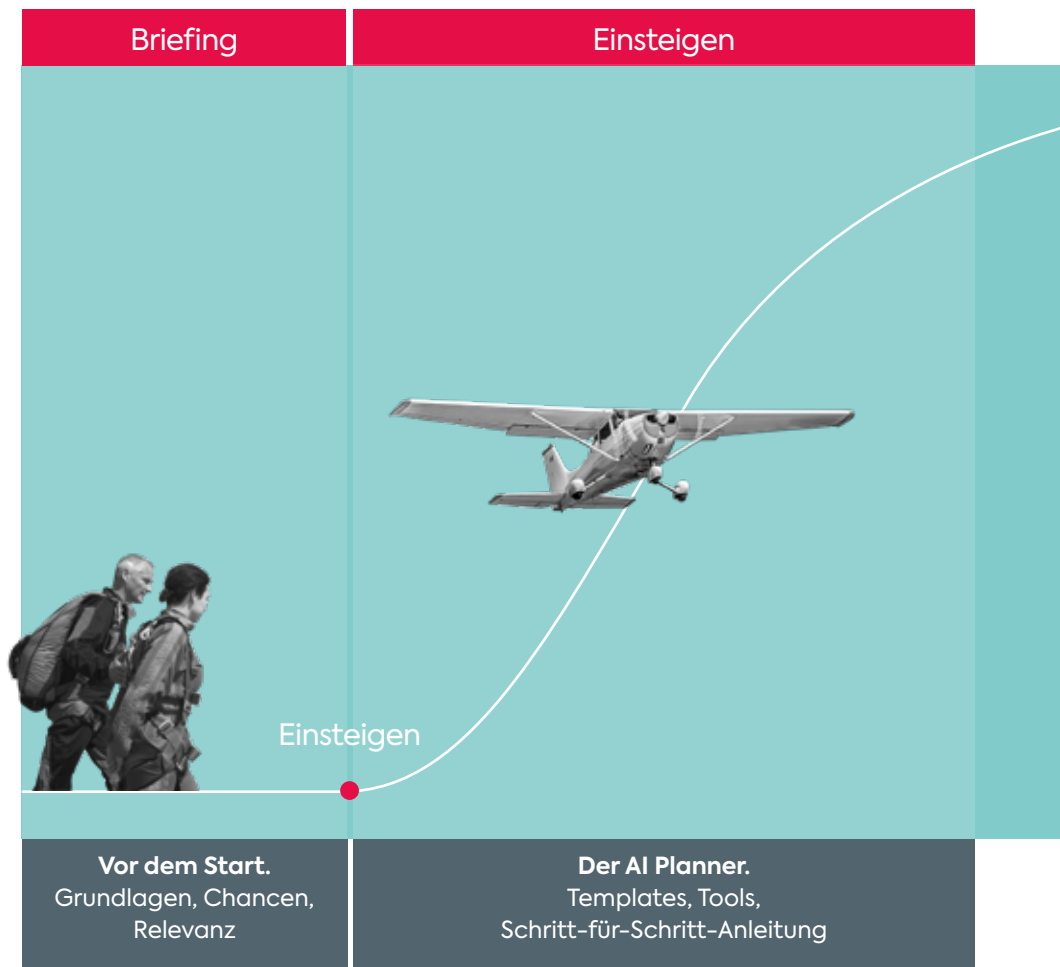 Briefing
Einsteigen
Einsteigen
Vor dem Start.
Grundlagen, Chancen,
Relevanz
Der AI Planner.
Templates, Tools,
Schritt-für-Schritt-Anleitung